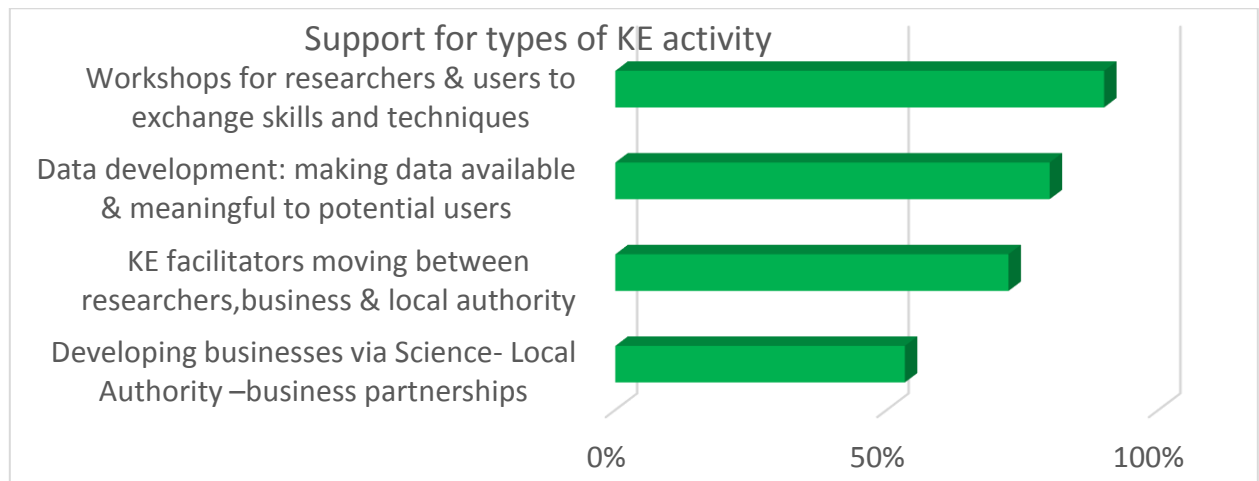 Support for types of KE activity
Workshops for researchers & users to
exchange skills and techniques
Data development: making data available
& meaningful to potential users
KE facilitators moving between
researchers,business & local authority
Developing businesses via Science- Local
Authority –business partnerships
0% 50% 100%